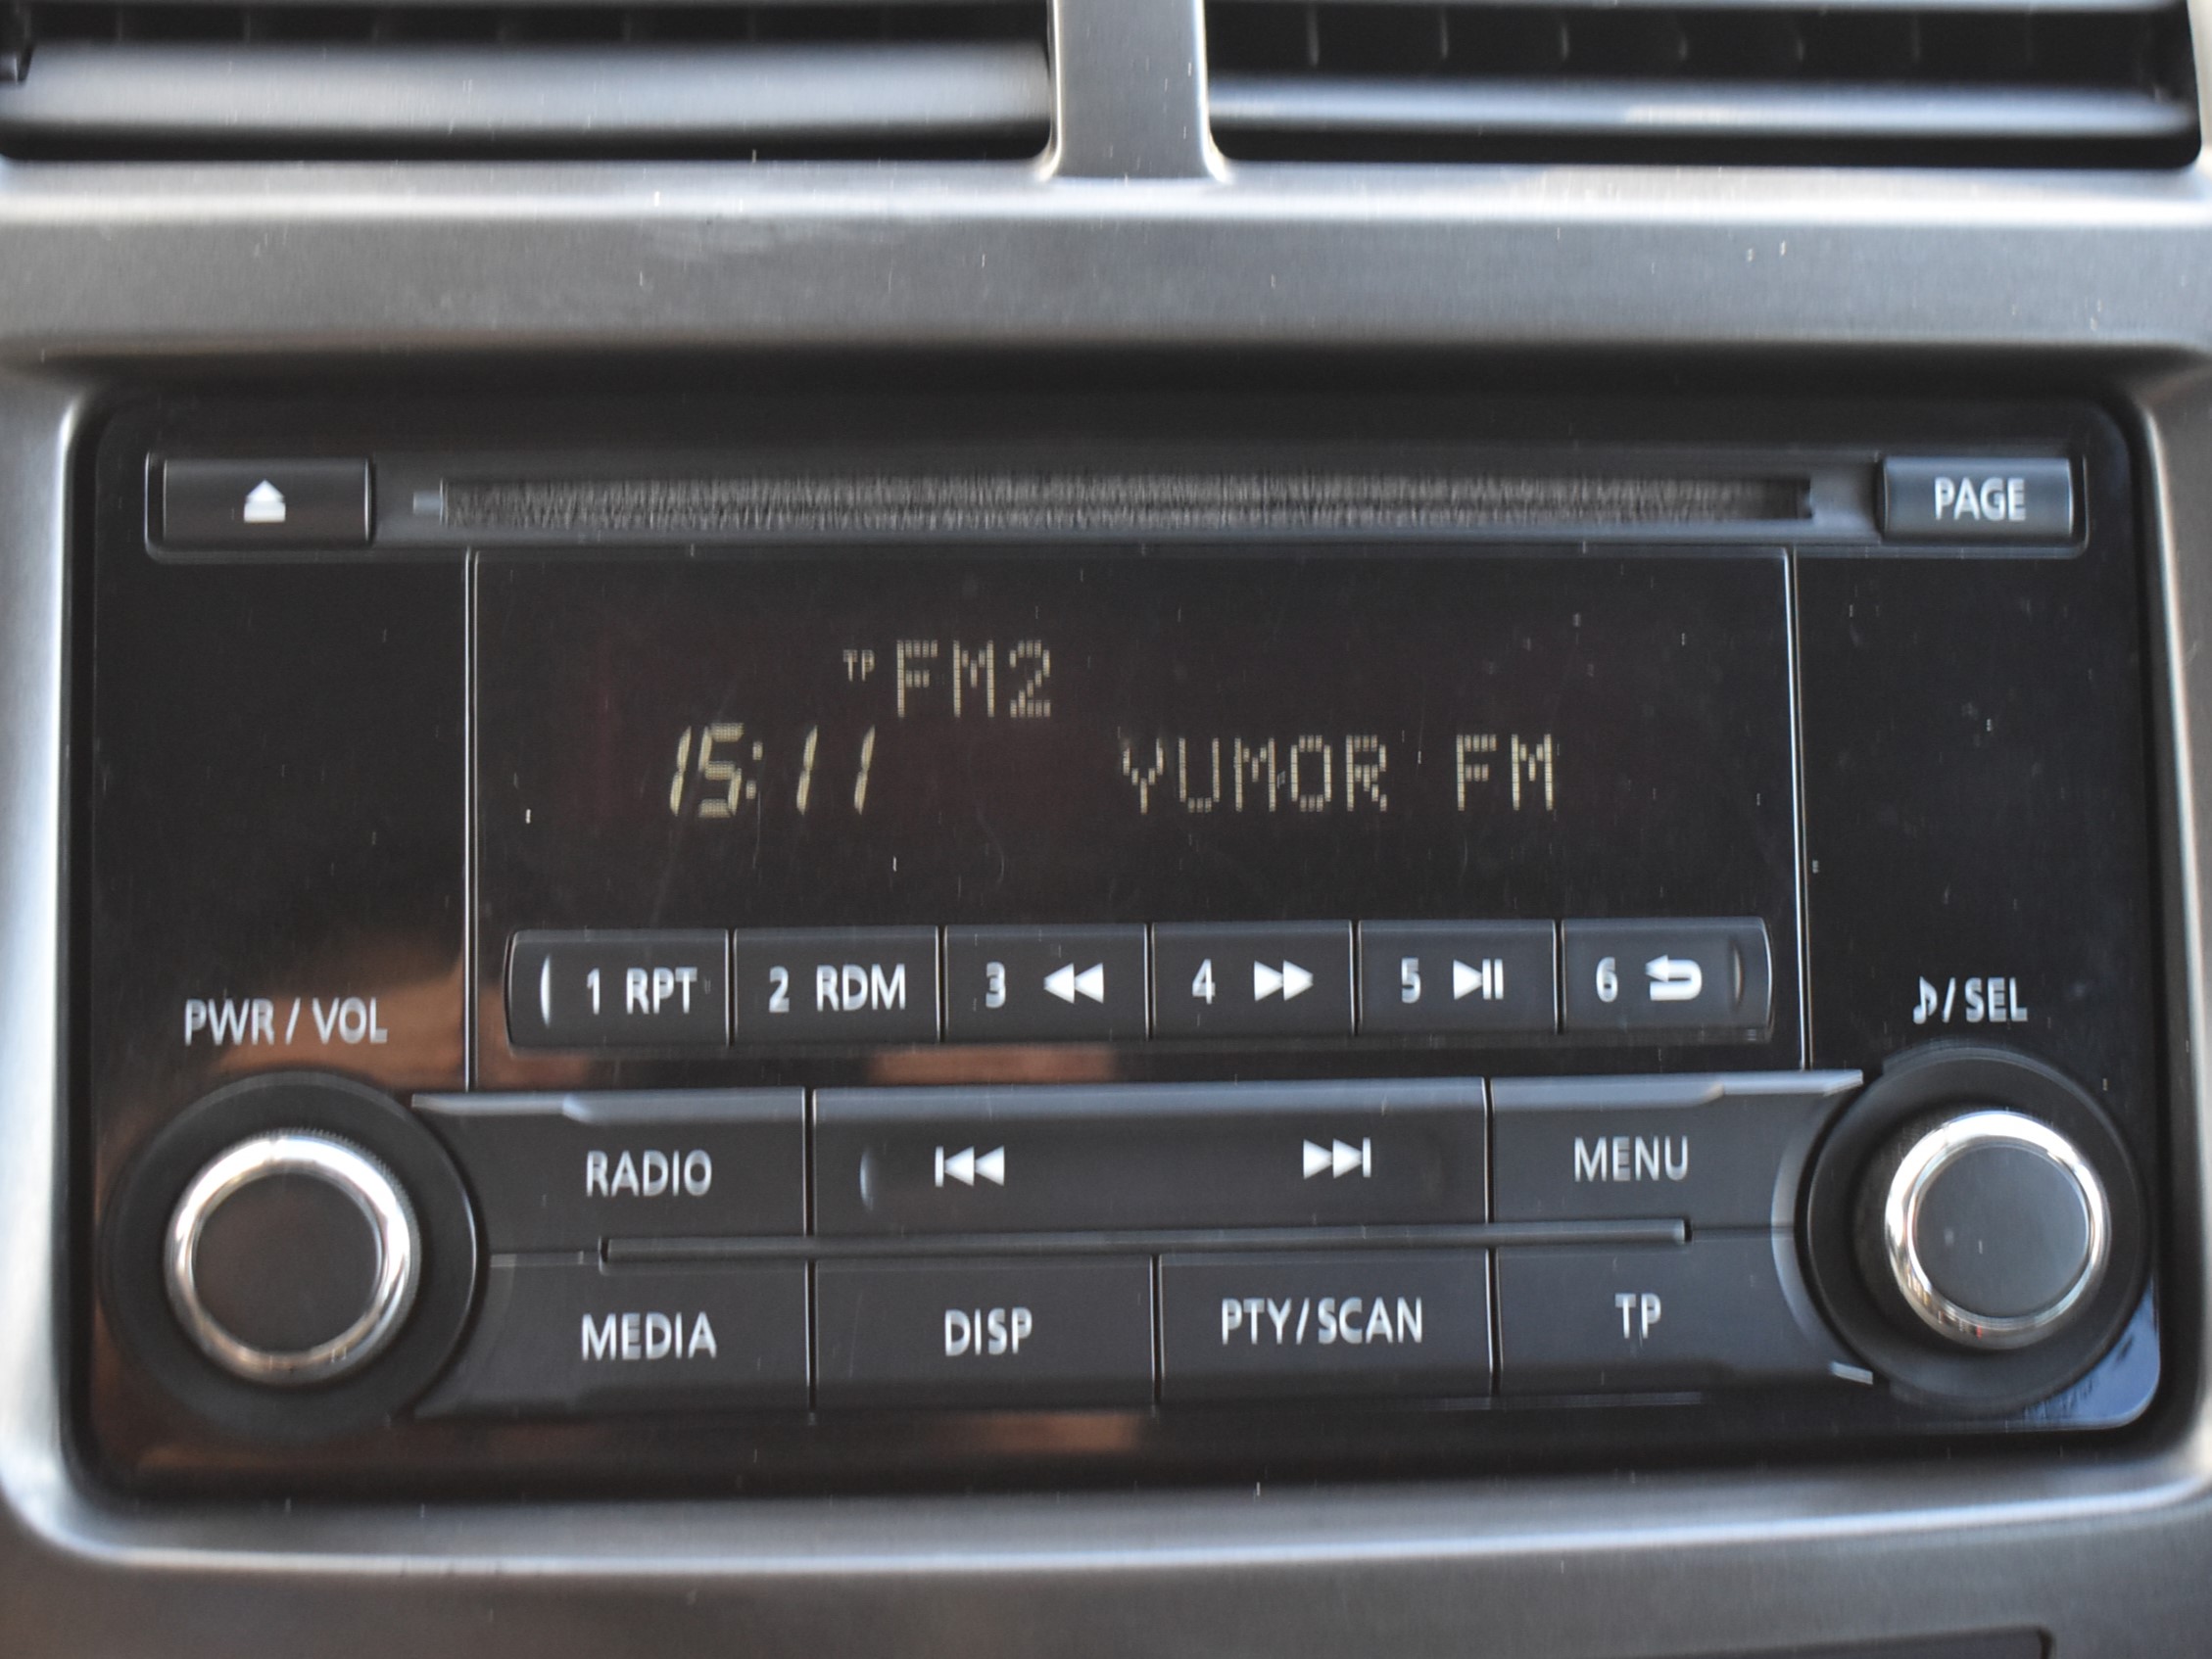 PAGE
TP FM2
15:11 YUMOR FM
PWR / VOL
1 RPT 2 RDM 3 4 5 6
/ SEL
RADIO MENU
MEDIA DISP PTY/SCAN TP